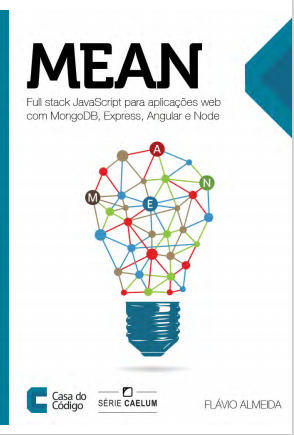 MEAN
Full stack JavaScript para aplicações web
com MongoDB, Express, Angular e Node
A
M
E
N
Casa do
Código
SÉRIE CAELUM
FLÁVIO ALMEIDA